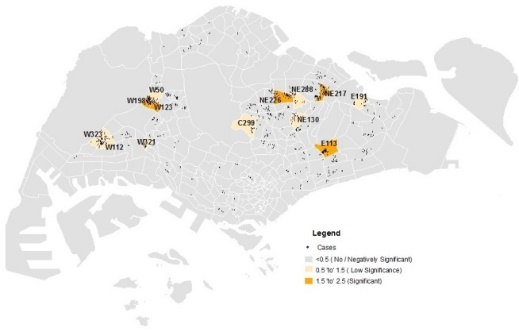 W50
W198
W123
W323
W112
W321
C299
NE226
NE288
NE217
E191
NE130
E113
Legend
Cases
<0.5 ( No / Negatively Significant)
0.5 'to' 1.5 ( Low Significance)
1.5 'to' 2.5 (Significant)